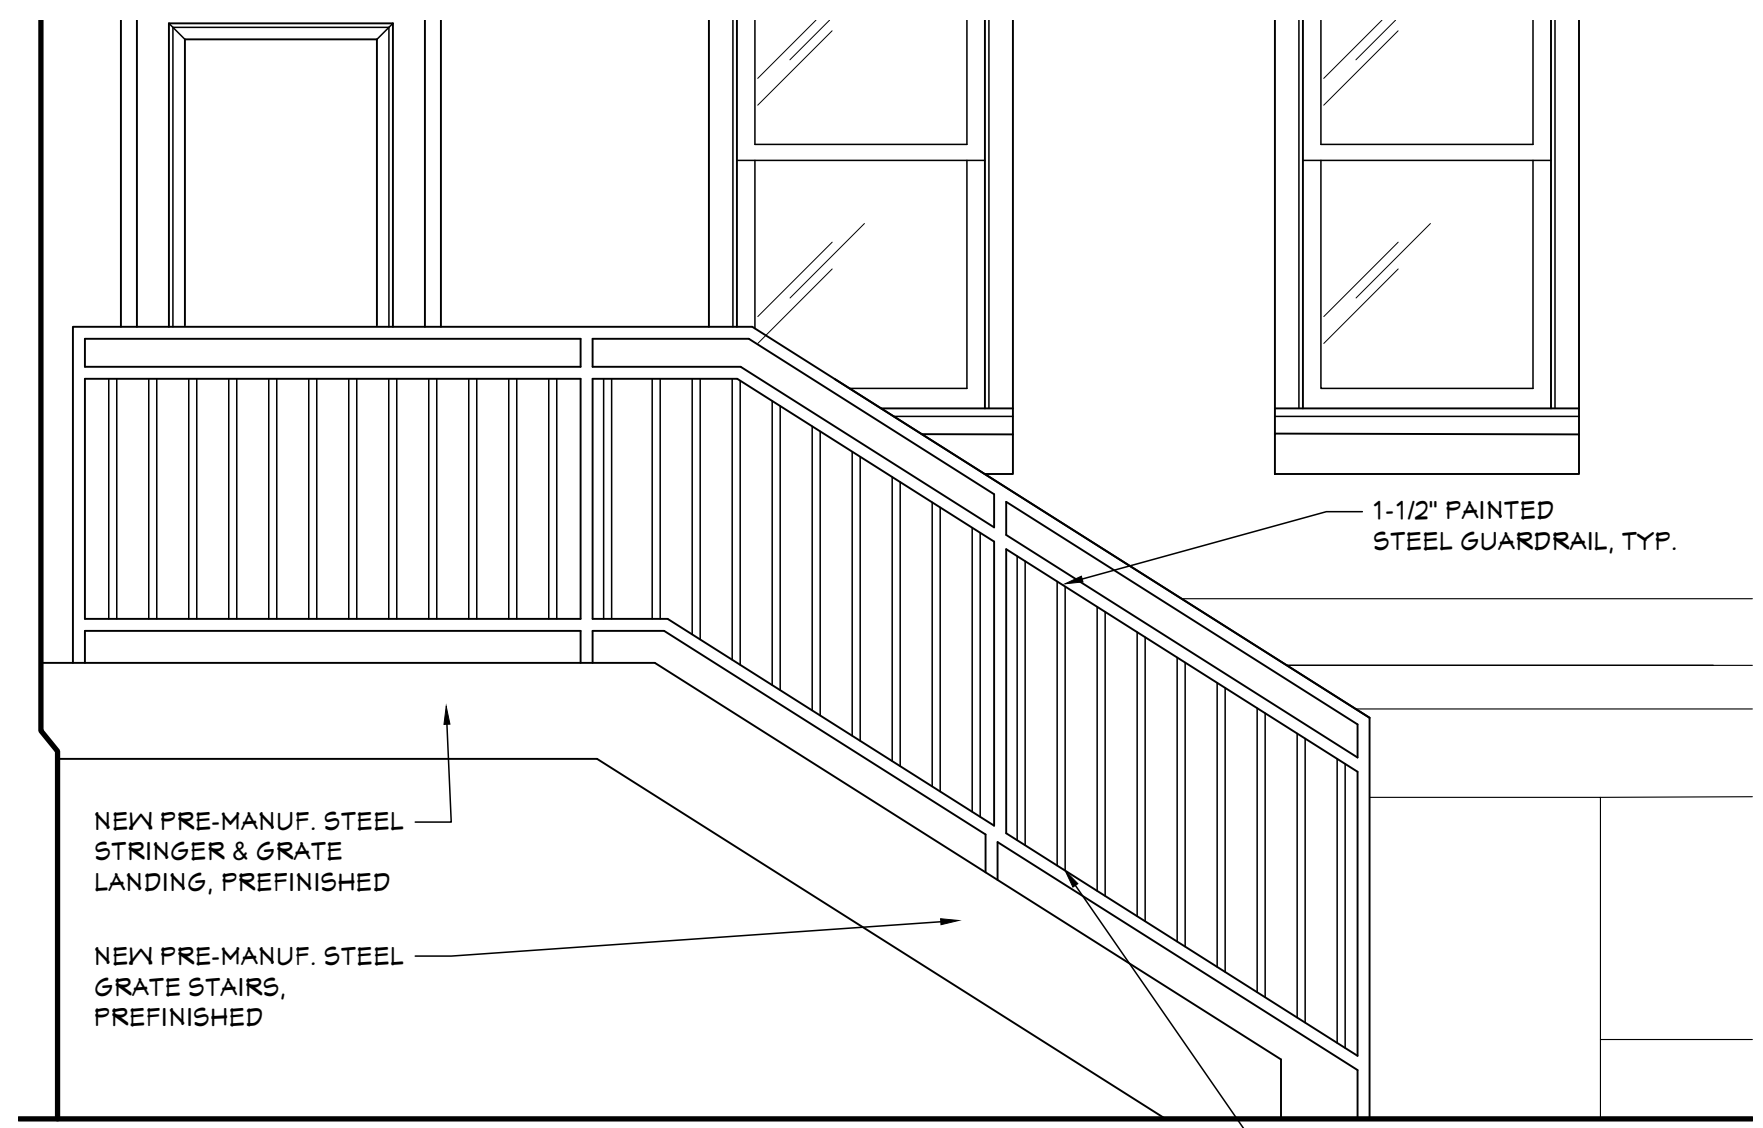 1-1/2" PAINTED
STEEL GUARDRAIL, TYP.
NEW PRE-MANUF. STEEL
STRINGER & GRATE
LANDING, PREFINISHED
NEW PRE-MANUF. STEEL
GRATE STAIRS,
PREFINISHED